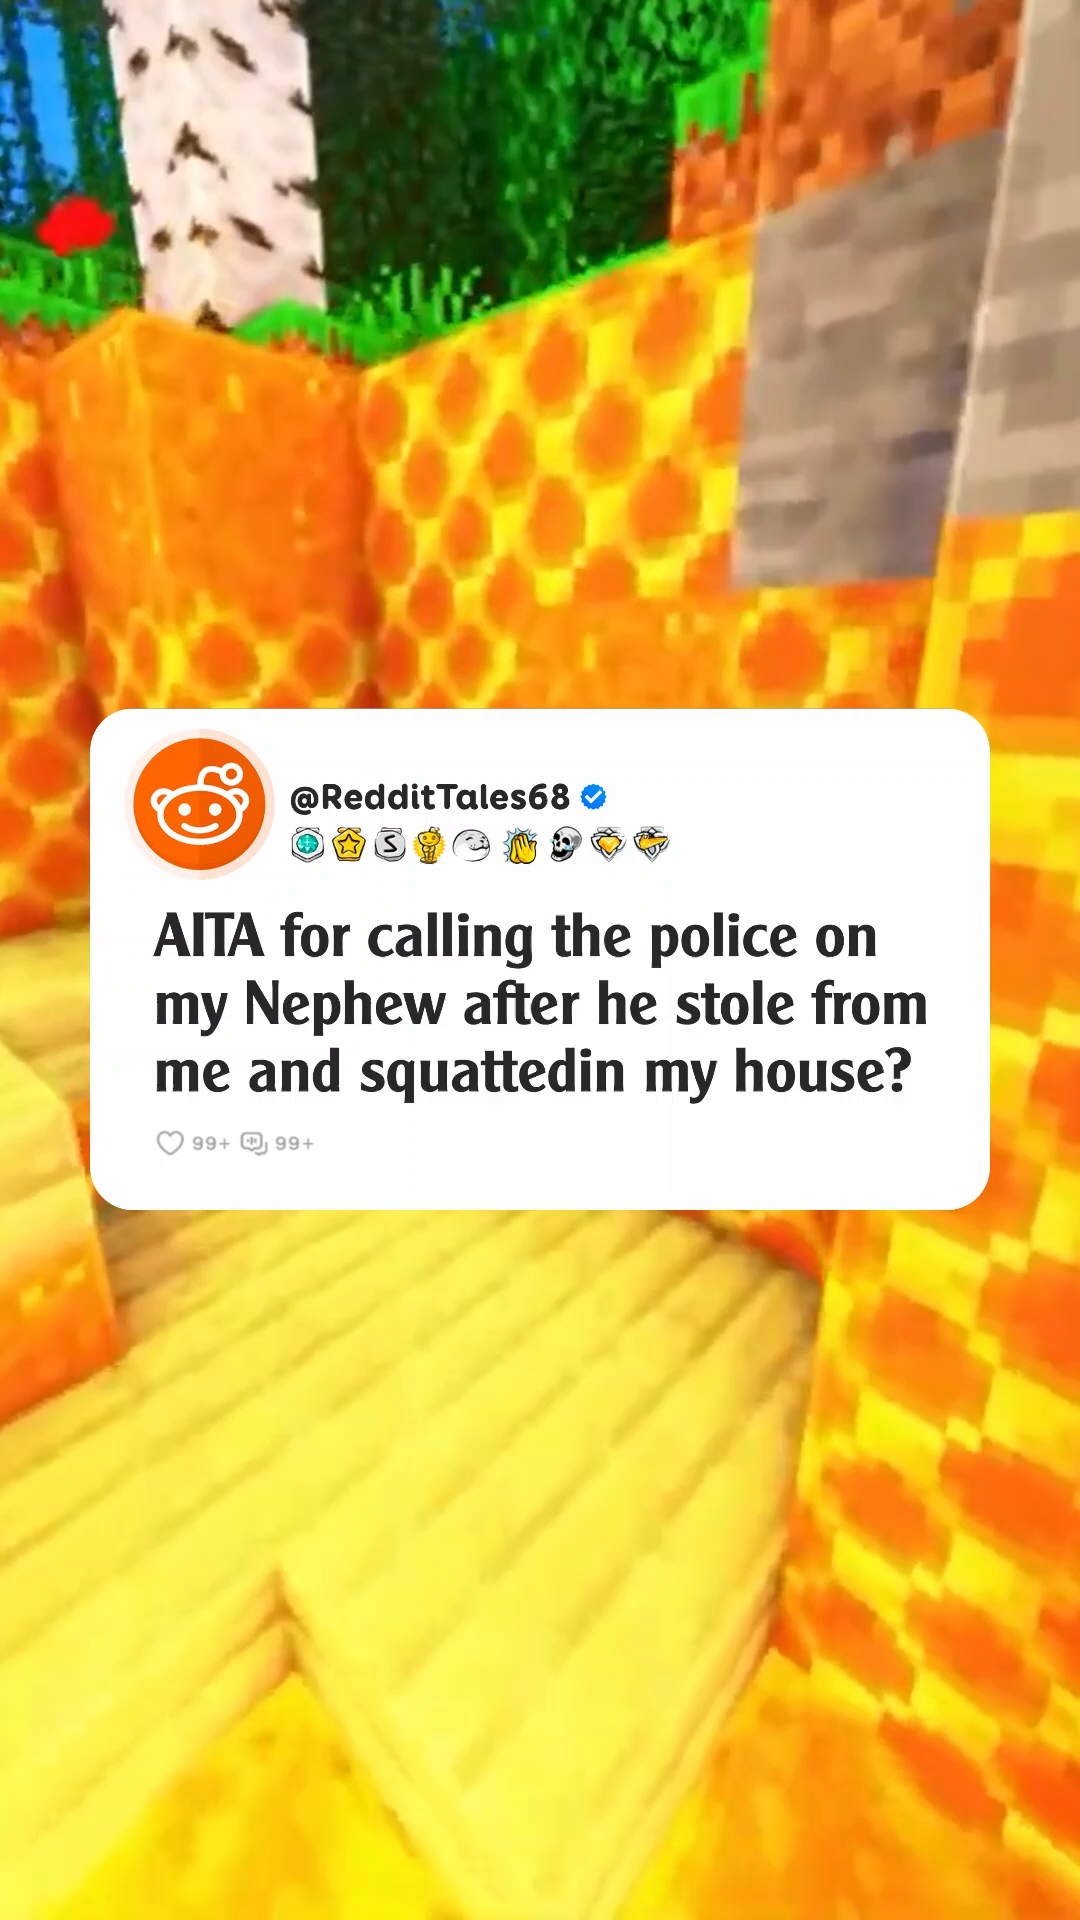 @RedditTales68
AITA for calling the police on
my Nephew after he stole from
me and squattedin my house?
99+ 99+